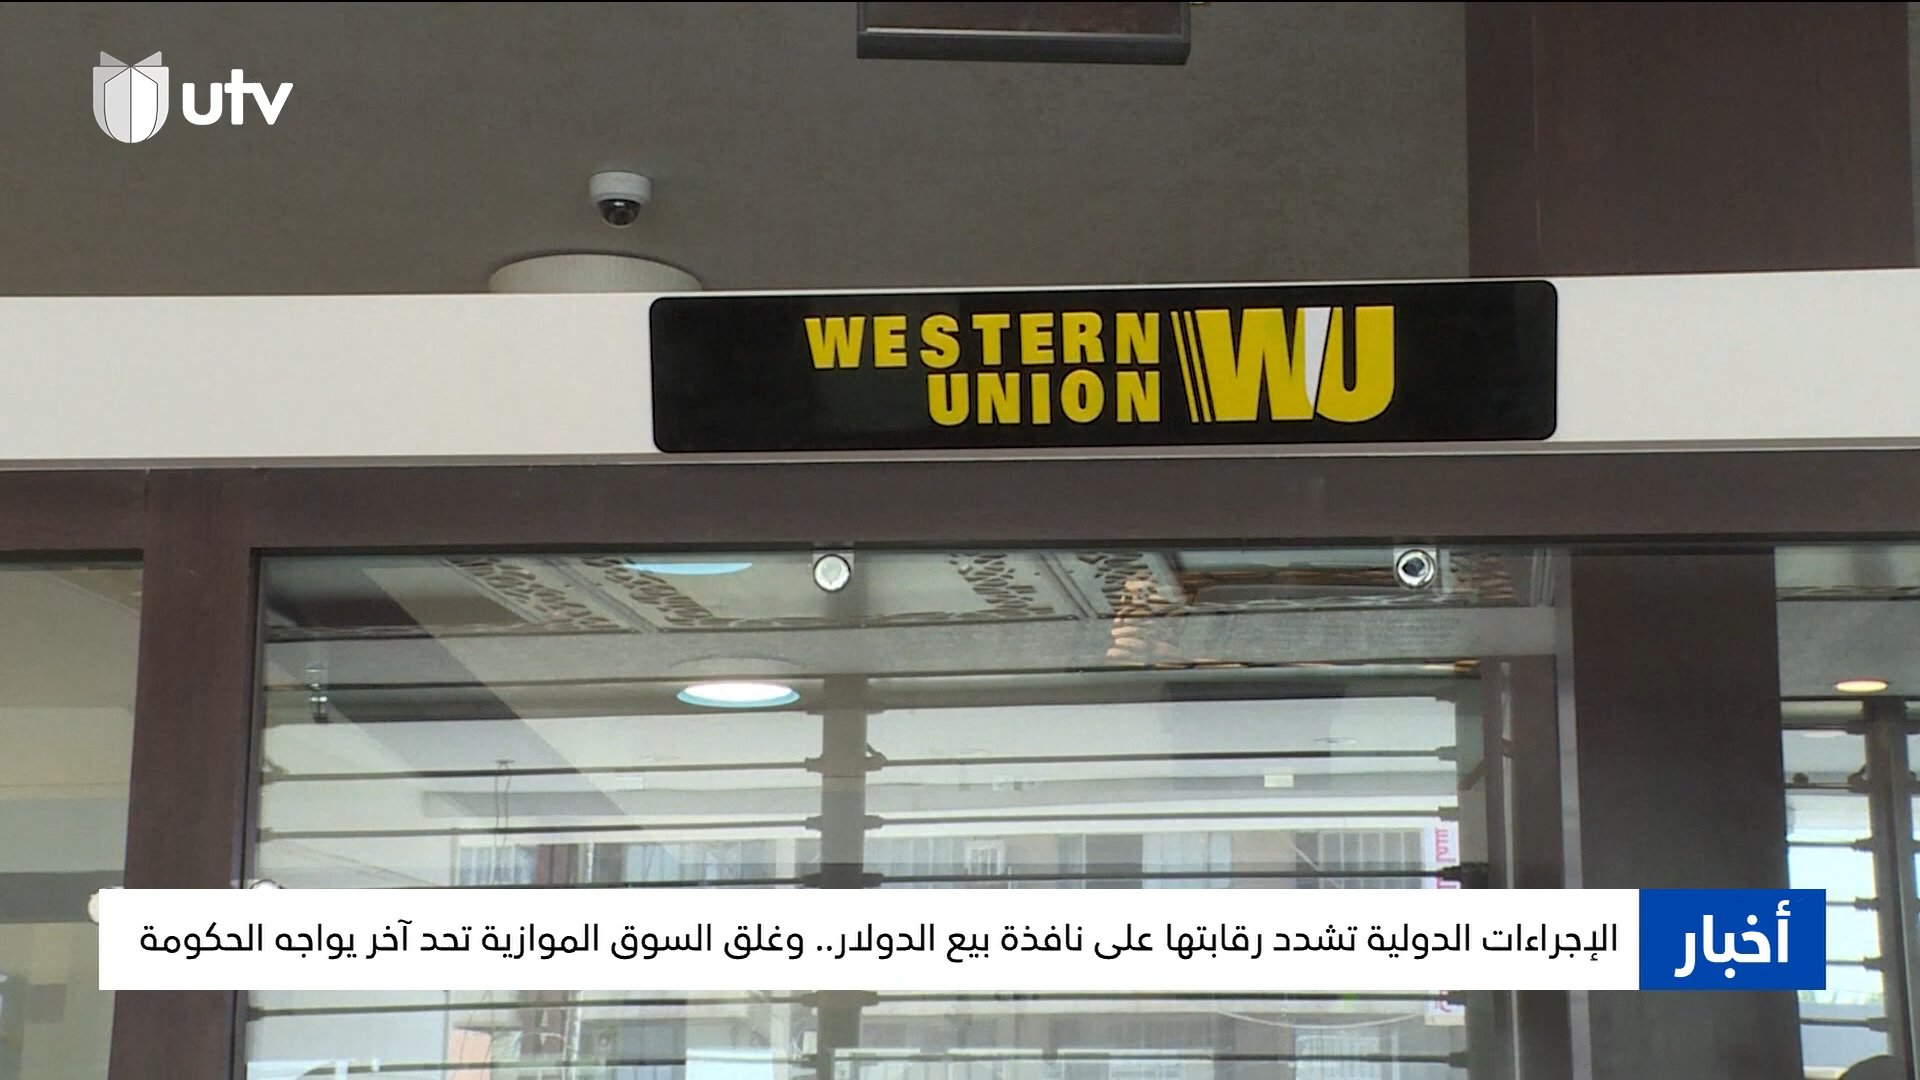 utv
WESTERN
UNION
WU
أخبار
الإجراءات الدولية تشدد رقابتها على نافذة بيع الدولار.. وغلق السوق الموازية تحد آخر يواجه الحكومة